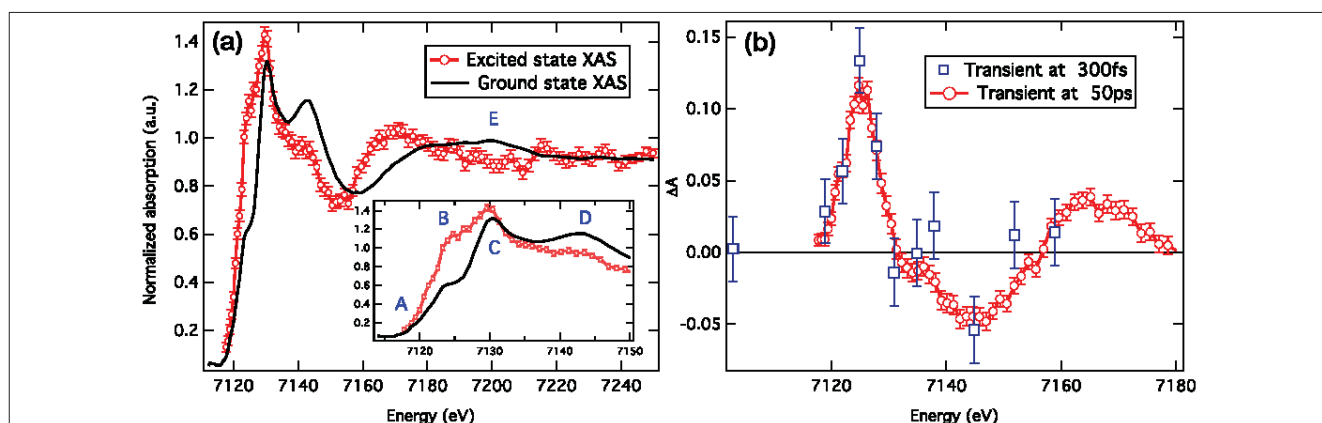 (a)
Excited state XAS
Ground state XAS
E
Normalized absorption (a.u.)
1.4
1.2
1.0
0.8
0.6
0.4
0.2
1.4
1.2
1.0
0.8
1.6
1.4
0.2
A
B
C
D
7120 7130 7140 7150
7120 7140 7160 7180 7200 7220 7240
Energy (eV)
(b)
Transient at 300fs
Transient at 50ps
ΔA
0.15
0.10
0.05
0.00
-0.05
7120 7140 7160 7180
Energy (eV)